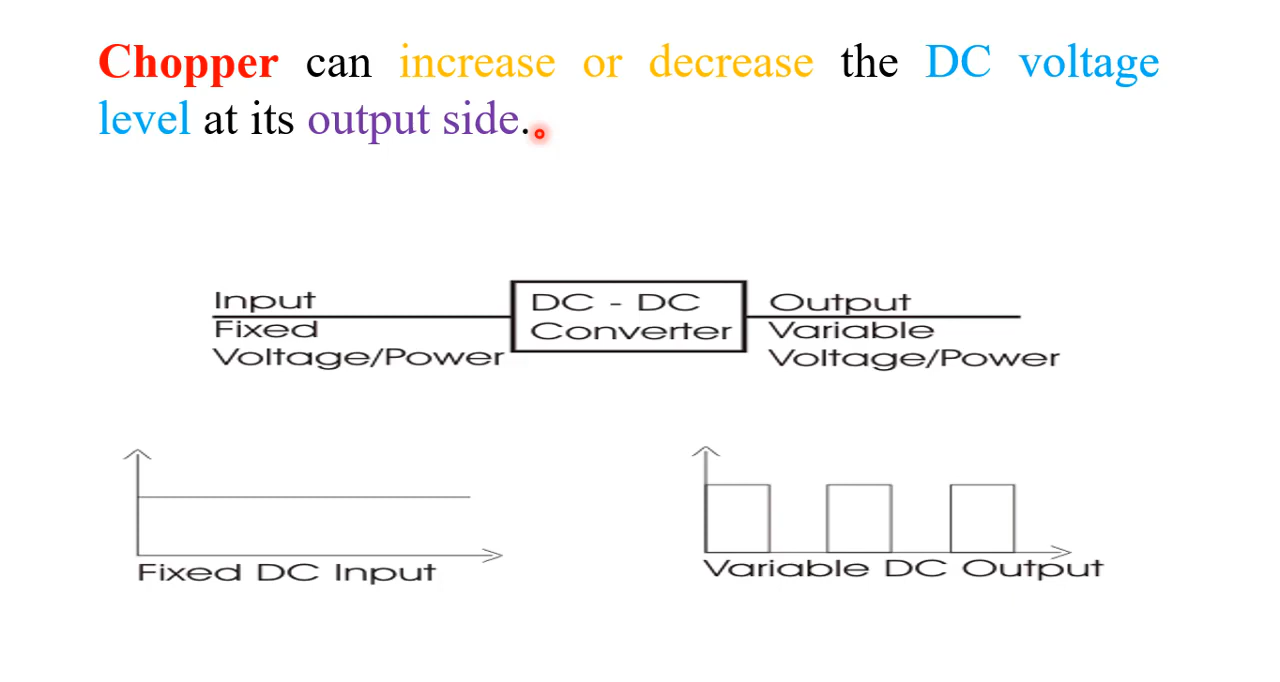 Chopper can increase or decrease the DC voltage
level at its output side.
Input
Fixed
Voltage/Power
DC - DC
Converter
Output
Variable
Voltage/Power
Fixed DC Input
Variable DC Output